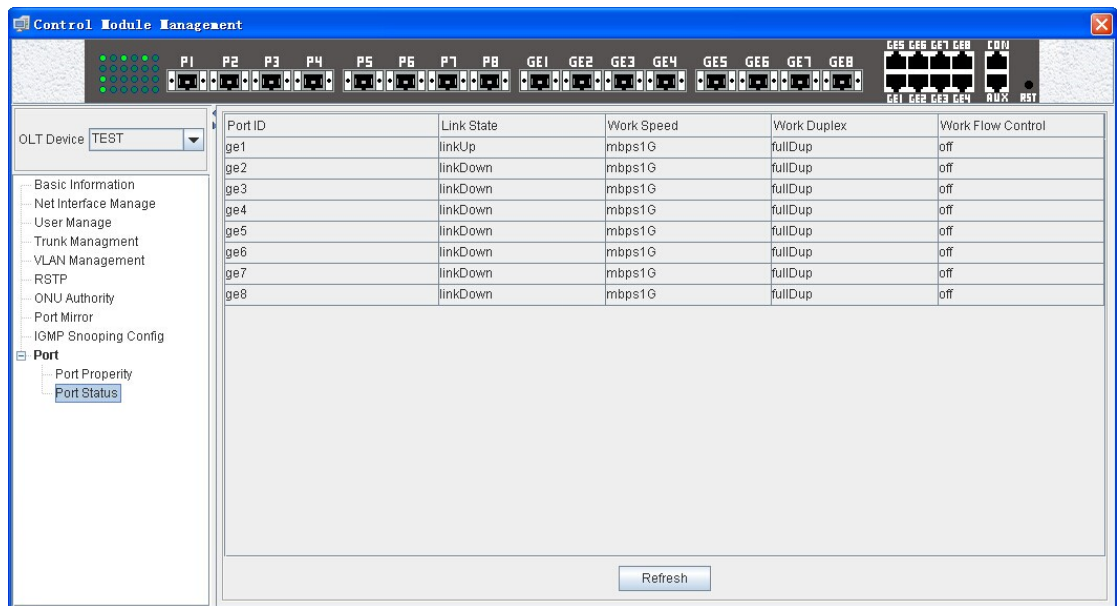 Control Module Management
GE5 GE6 GE7 GE8 CON
P1 P2 P3 P4 P5 P6 P7 P8 GE1 GE2 GE3 GE4 GE5 GE6 GE7 GE8
GE1 GE2 GE3 GE4 AUX RST
OLT Device TEST
Basic Information
Net Interface Manage
User Manage
Trunk Managment
VLAN Management
RSTP
ONU Authority
Port Mirror
IGMP Snooping Config
Port
Port Properity
Port Status
Port ID Link State Work Speed Work Duplex Work Flow Control
ge1 linkUp mbps1G fullDup off
ge2 linkDown mbps1G fullDup off
ge3 linkDown mbps1G fullDup off
ge4 linkDown mbps1G fullDup off
ge5 linkDown mbps1G fullDup off
ge6 linkDown mbps1G fullDup off
ge7 linkDown mbps1G fullDup off
ge8 linkDown mbps1G fullDup off
Refresh